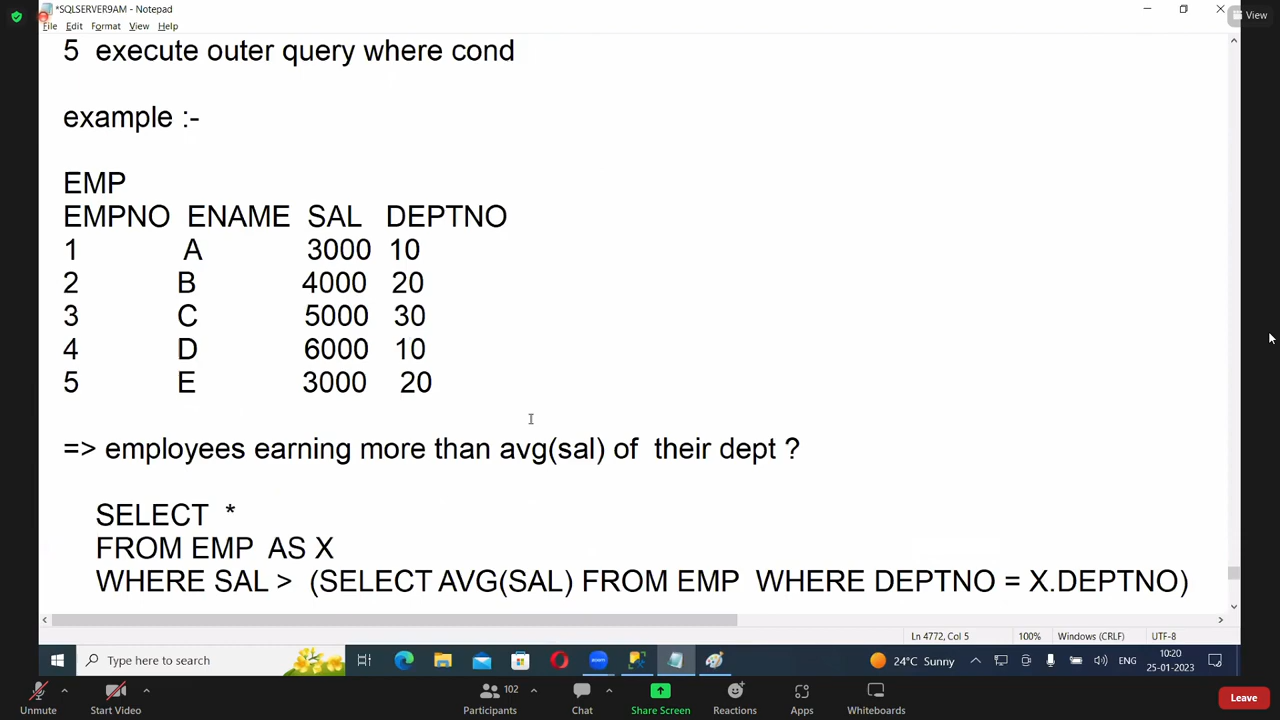 *SQLSERVER9AM - Notepad
View
File Edit Format View Help
5 execute outer query where cond
example :-
EMP
EMPNO ENAME SAL DEPTNO
1 A 3000 10
2 B 4000 20
3 C 5000 30
4 D 6000 10
5 E 3000 20
=> employees earning more than avg(sal) of their dept ?
SELECT *
FROM EMP AS X
WHERE SAL > (SELECT AVG(SAL) FROM EMP WHERE DEPTNO = X.DEPTNO)
Ln 4772, Col 5 100% Windows (CRLF) UTF-8
Type here to search 24°C Sunny ENG 10:20
25-01-2023
102
Unmute Start Video Participants Chat Share Screen Reactions Apps Whiteboards Leave